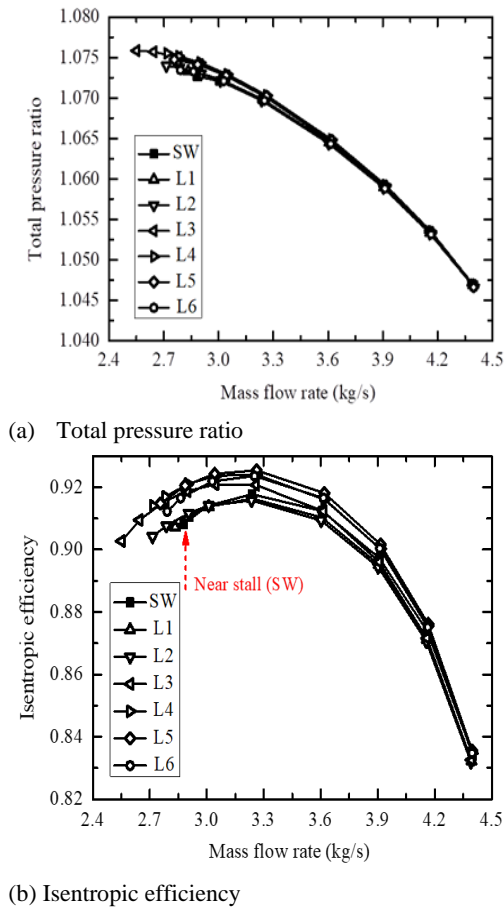 1.080
1.075
1.070
1.065
1.060
1.055
1.050
1.045
1.040
Total pressure ratio
SW
L1
L2
L3
L4
L5
L6
2.4 2.7 3.0 3.3 3.6 3.9 4.2 4.5
Mass flow rate (kg/s)
(a) Total pressure ratio
0.92
0.90
0.88
0.86
0.84
0.82
Isentropic efficiency
Near stall (SW)
SW
L1
L2
L3
L4
L5
L6
2.4 2.7 3.0 3.3 3.6 3.9 4.2 4.5
Mass flow rate (kg/s)
(b) Isentropic efficiency